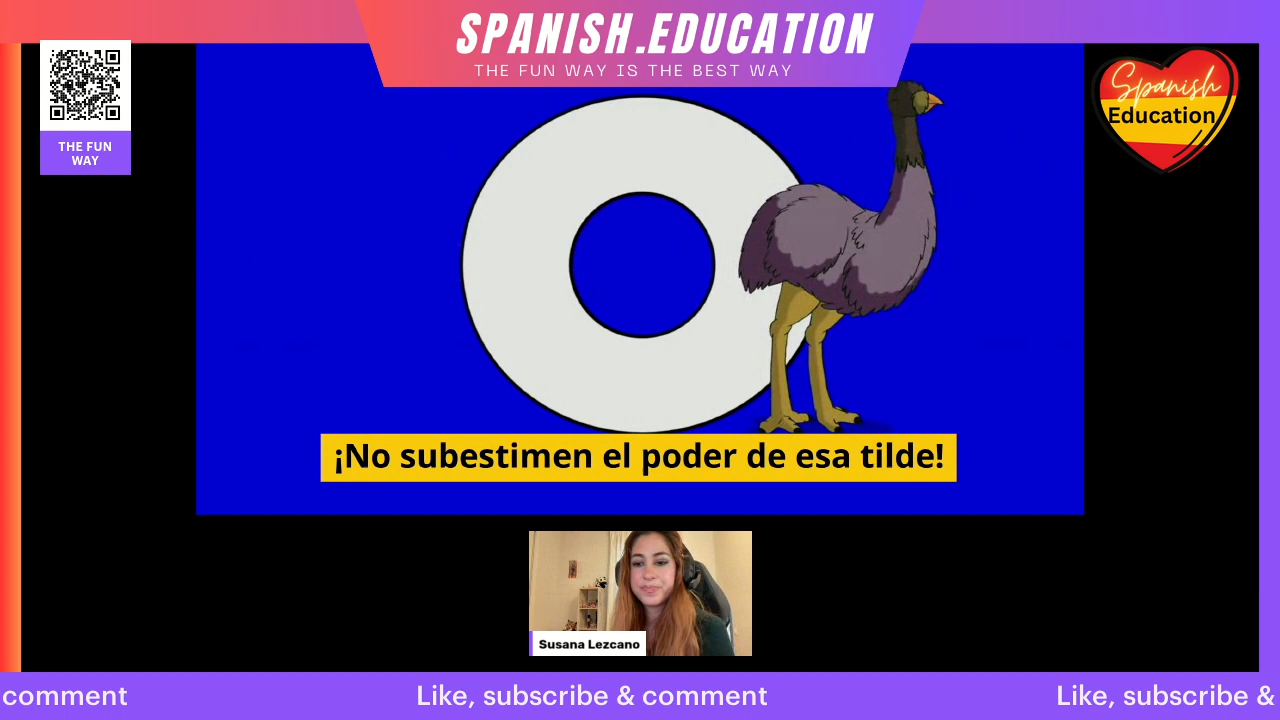 SPANISH.EDUCATION
THE FUN WAY IS THE BEST WAY
THE FUN
WAY
Spanish
Education
O
¡No subestimen el poder de esa tilde!
Susana Lezcano
comment
Like, subscribe & comment
Like, subscribe &